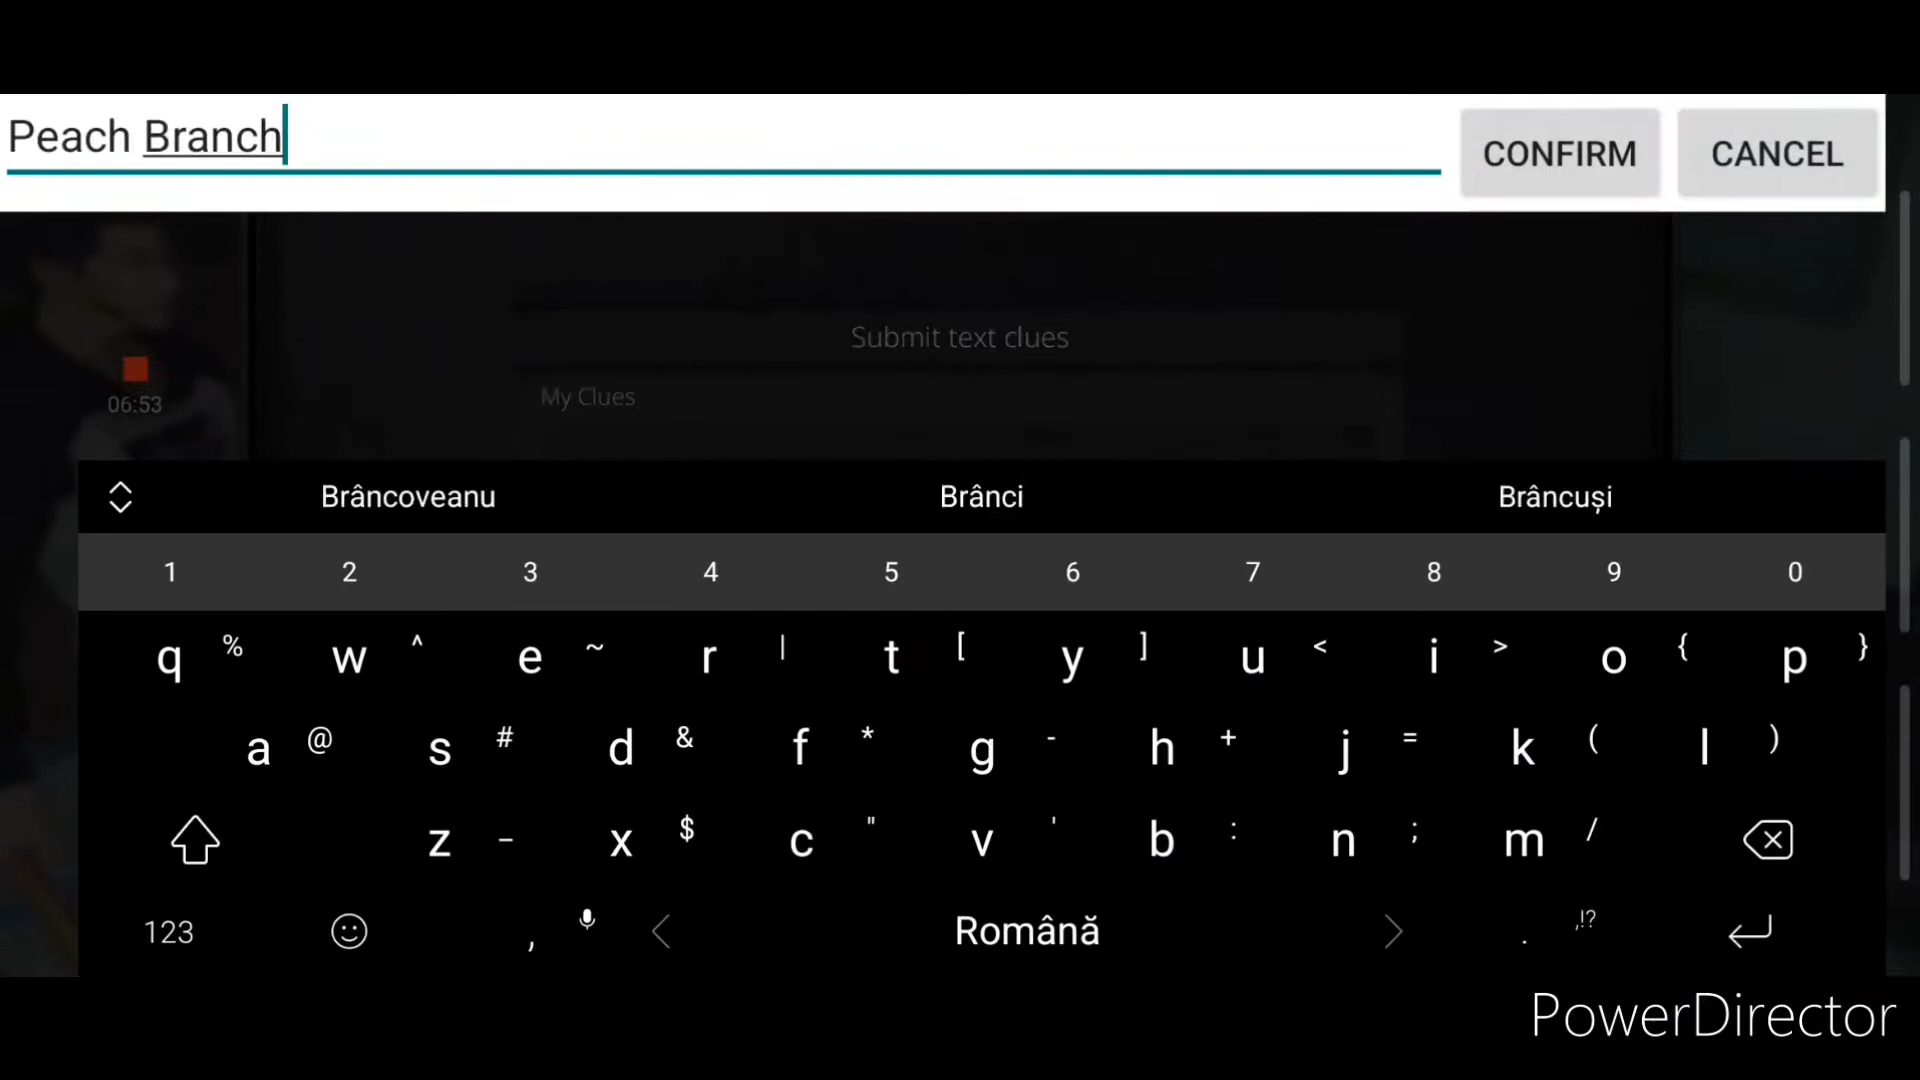 Peach Branch
CONFIRM
CANCEL
Submit text clues
06:53
My Clues
Brâncoveanu Brânci Brâncuși
1 2 3 4 5 6 7 8 9 0
q % w ^ e ~ r | t [ y ] u < i > o { p }
a @ s # d & f * g - h + j = k ( l )
z _ x $ c " v ' b : n ; m /
123 , < Română > . ,!?
PowerDirector